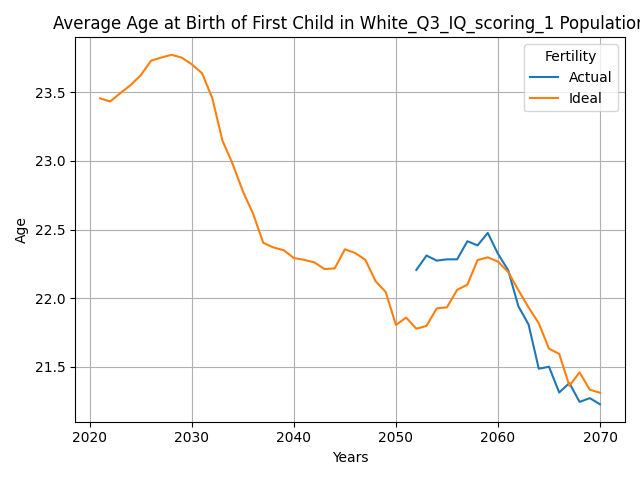 Average Age at Birth of First Child in White_Q3_IQ_scoring_1 Population
Fertility
Actual
Ideal
23.5
23.0
22.5
22.0
21.5
Age
2020
2030
2040
2050
2060
2070
Years